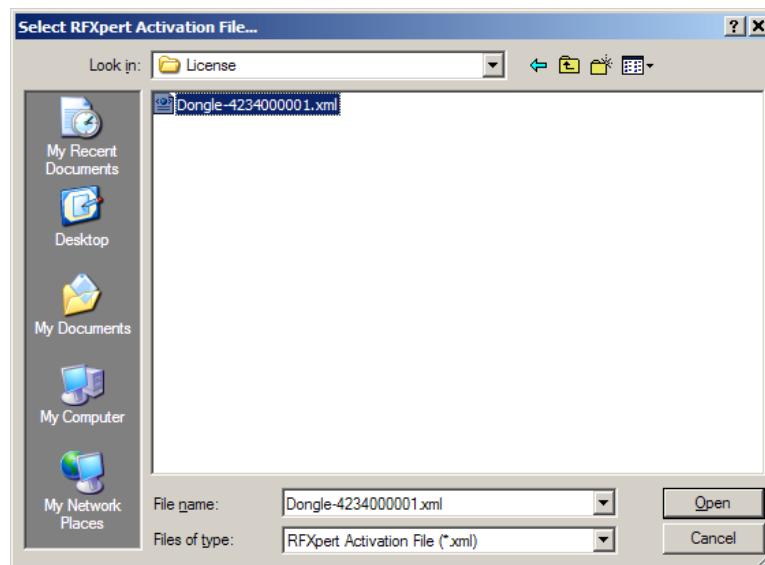 Select RFXpert Activation File...
Look in:
License
Dongle-4234000001.xml
My Recent
Documents
Desktop
My Documents
My Computer
My Network
Places
File name:
Dongle-4234000001.xml
Open
Files of type:
RFXpert Activation File (*.xml)
Cancel